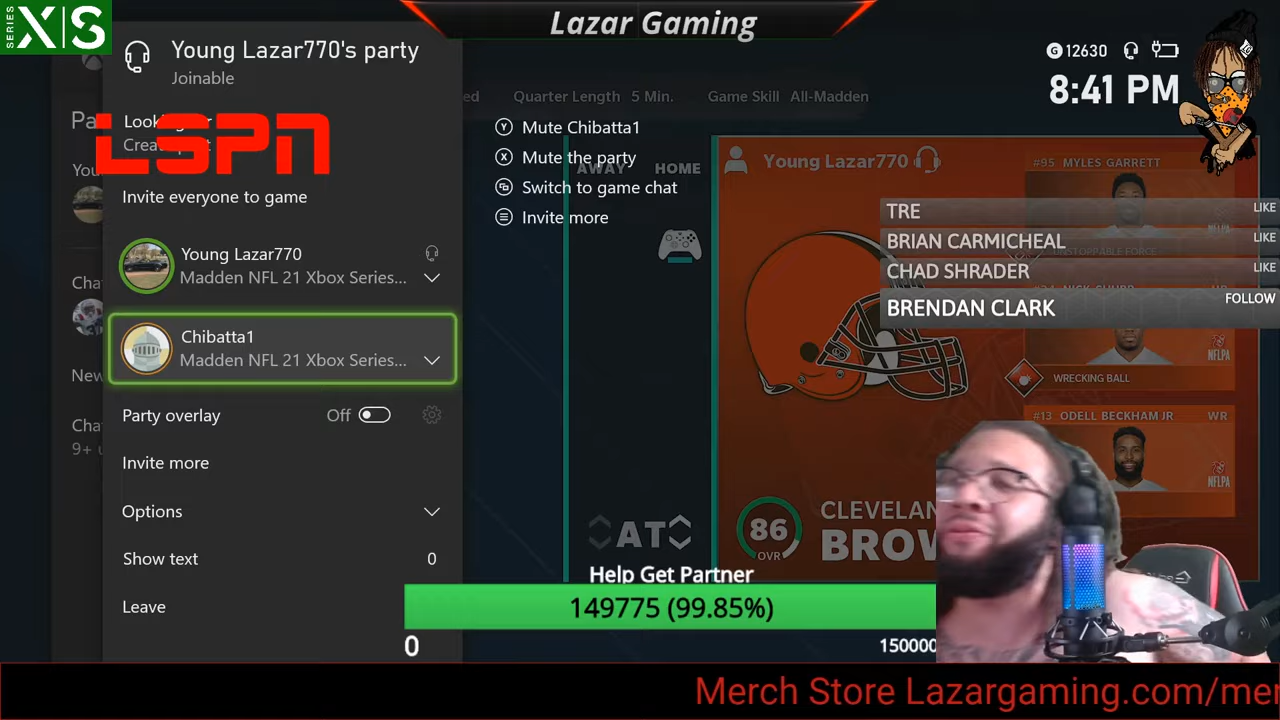 SERIES X|S
Lazar Gaming
Young Lazar770's party
Joinable
12630
8:41 PM
Quarter Length 5 Min. Game Skill All-Madden
LSPN
Invite everyone to game
Young Lazar770
Madden NFL 21 Xbox Series...
Chibatta1
Madden NFL 21 Xbox Series...
Party overlay Off
Invite more
Options
Show text 0
Leave
Y Mute Chibatta1
X Mute the party
Switch to game chat
Invite more
AWAY HOME
Young Lazar770
#95 MYLES GARRETT
UNSTOPPABLE FORCE
TRE LIKE
BRIAN CARMICHEAL LIKE
CHAD SHRADER LIKE
BRENDAN CLARK FOLLOW
NFLPA
WRECKING BALL
#13 ODELL BECKHAM JR WR
NFLPA
AT
86
OVR
Help Get Partner
149775 (99.85%)
0
150000
Merch Store Lazargaming.com/mer